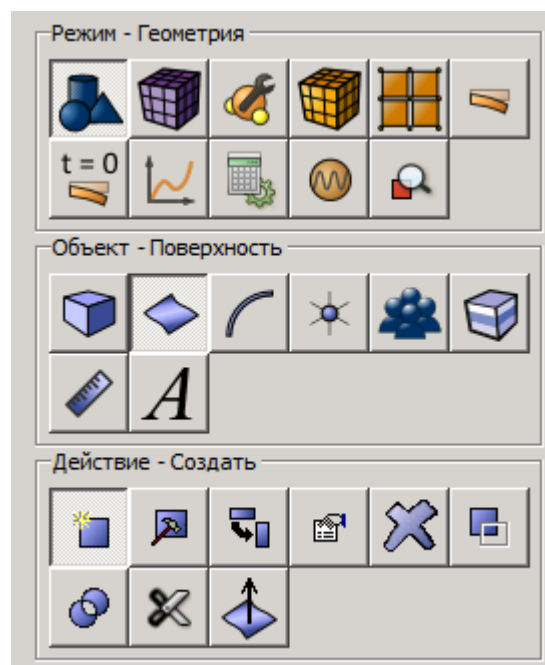 Режим - Геометрия
t = 0
Объект - Поверхность
A
Действие - Создать